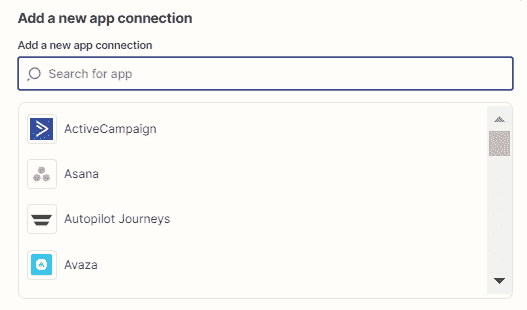 Add a new app connection
Add a new app connection
Search for app
ActiveCampaign
Asana
Autopilot Journeys
Avaza